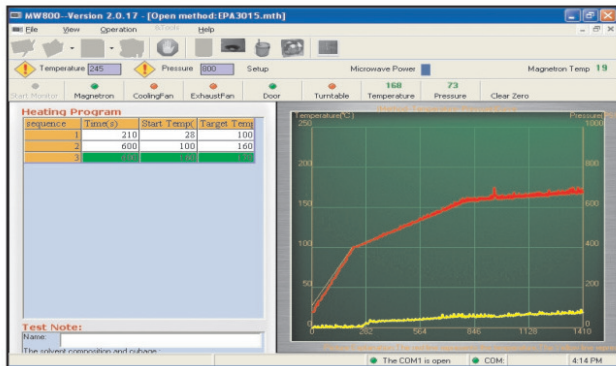 MW800--Version 2.0.17 - [Open method:EPA3015.mth]
File View Operation hTools Help
Temperature 245 Pressure 800 Setup Microwave Power Magnetron Temp 19
168 73
Start Monitor Magnetron CoolingFan ExhaustFan Door Turntable Temperature Pressure Clear Zero
Heating Program
sequence Time(s) Start Temp( Target Temp
1 210 28 100
2 600 100 160
3
Temperature(℃) Pressure(
250 1000
200 800
150 600
100 400
50 200
0 0
0 282 564 846 1128 1410
Test Note:
Name:
The solvent composition and cubage :
The COM1 is open COM: 4:14 PM